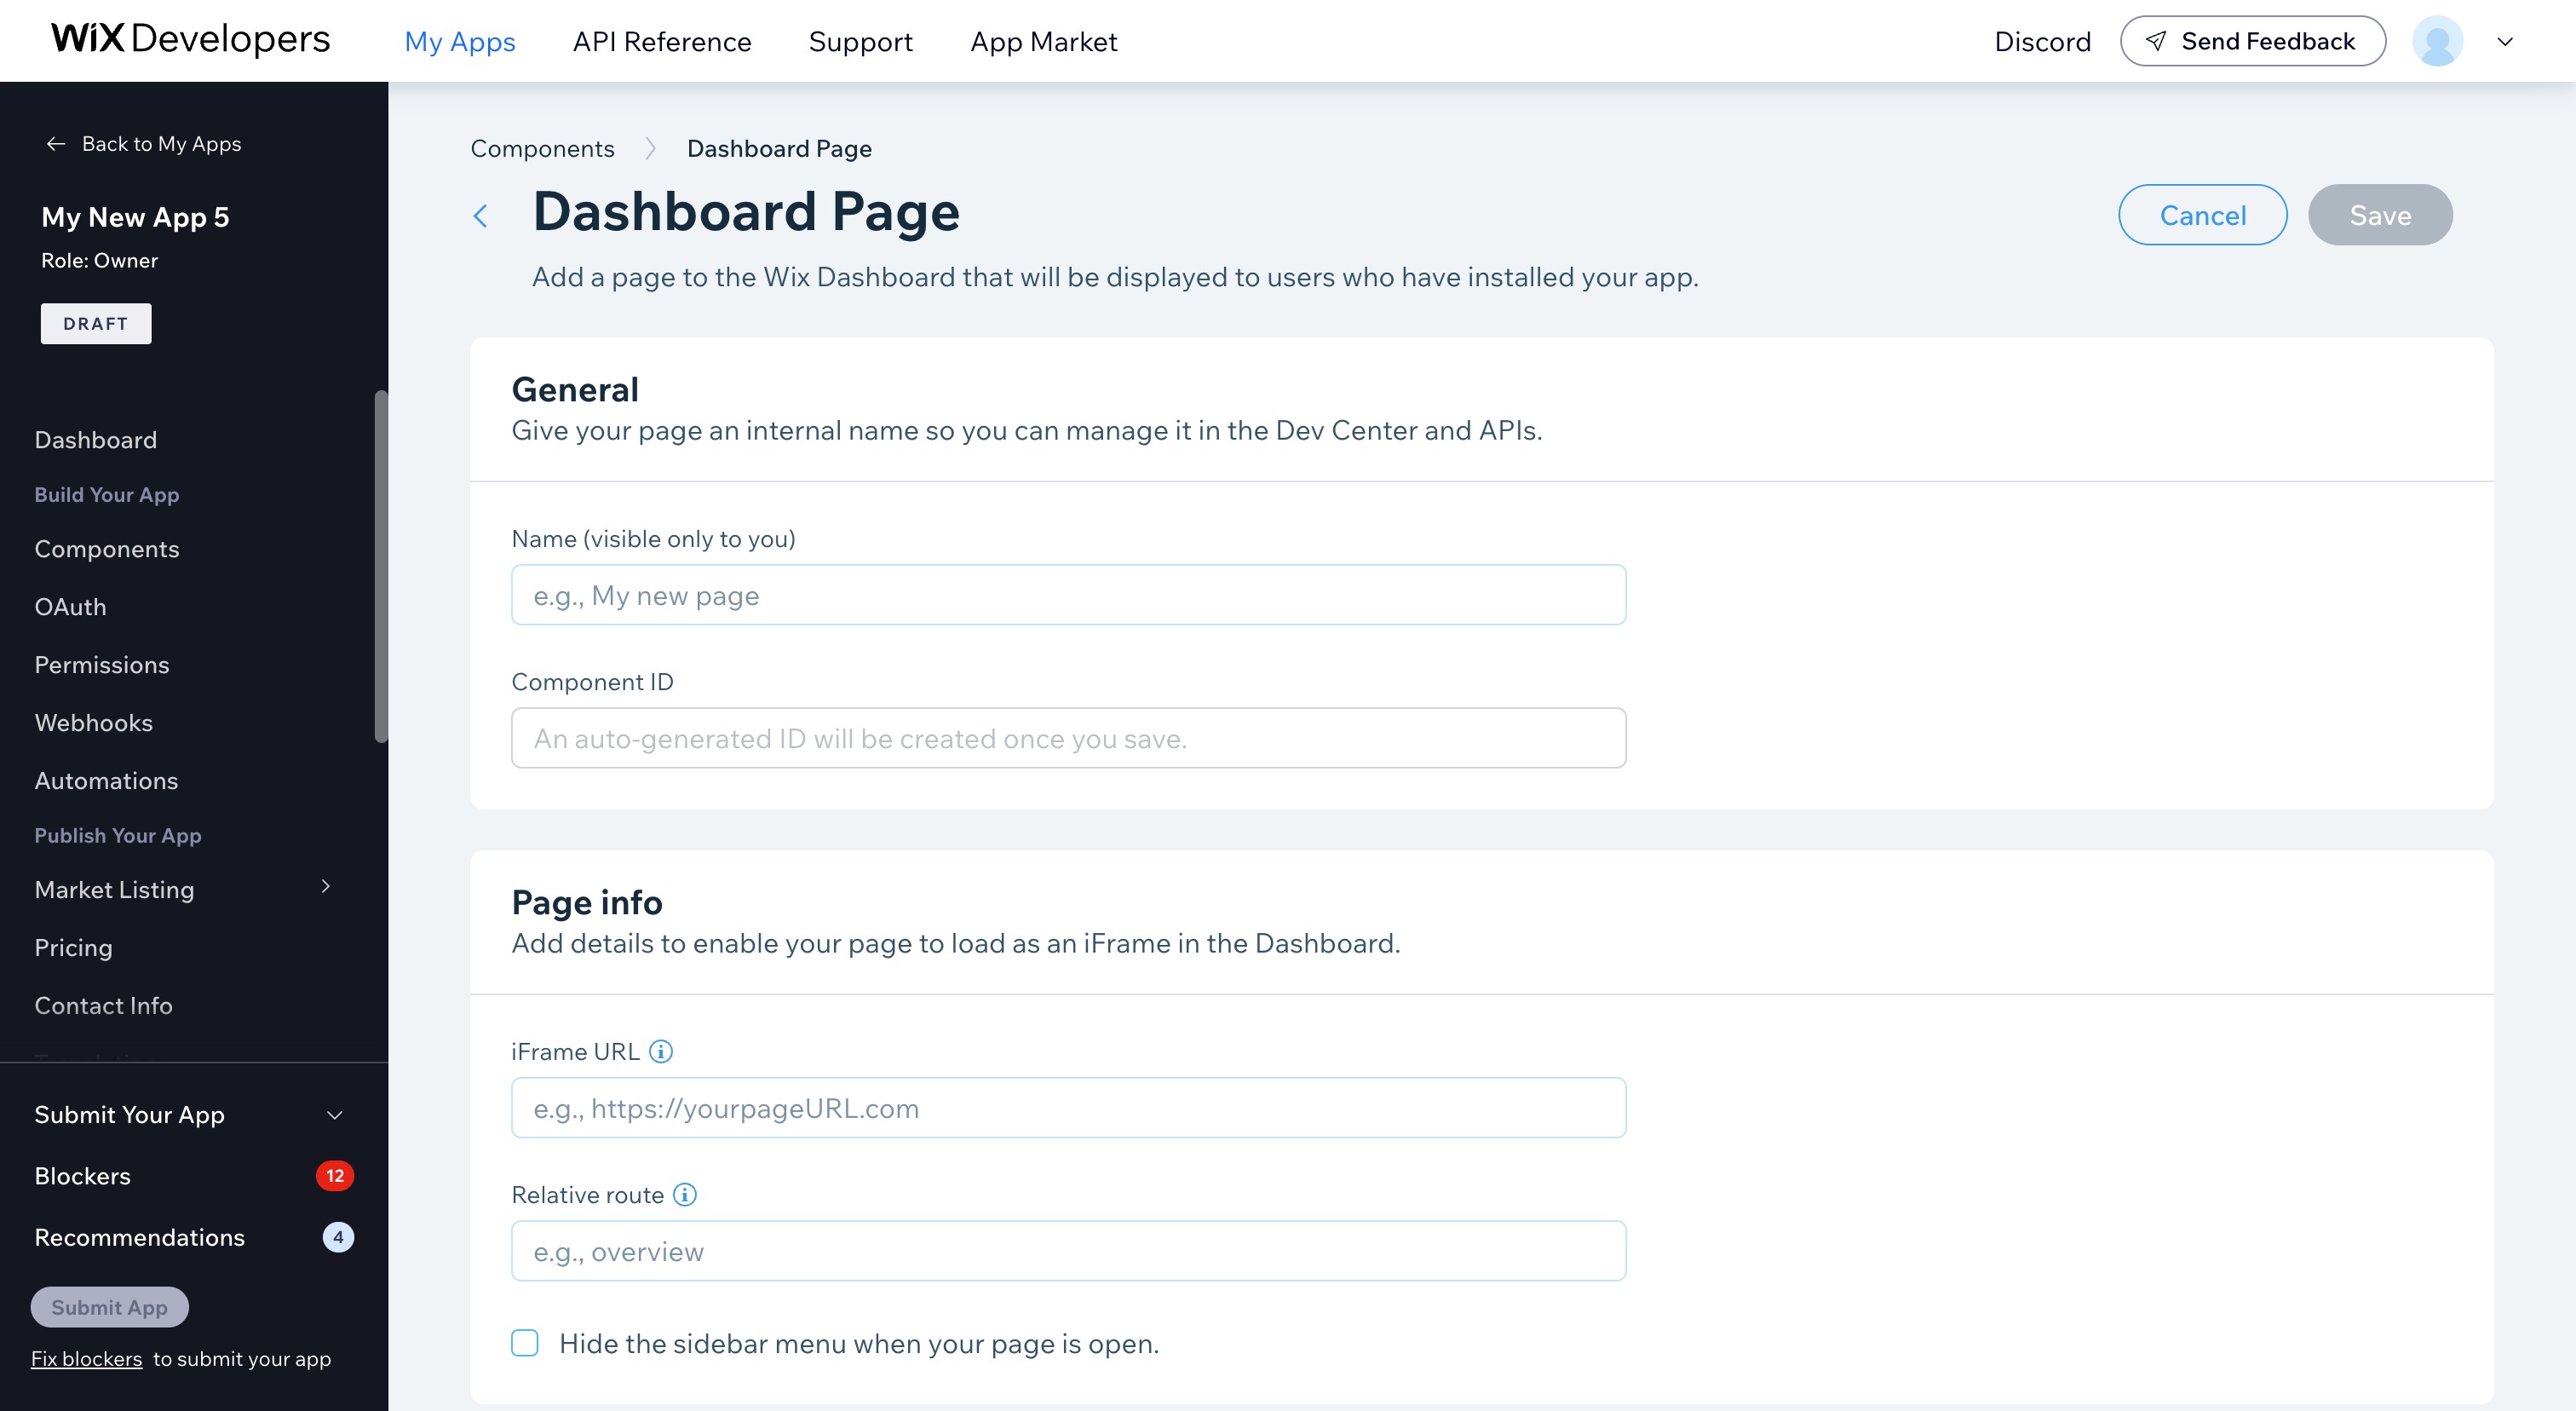 WiX Developers
My Apps
API Reference
Support
App Market
Discord
Send Feedback
Back to My Apps
My New App 5
Role: Owner
DRAFT
Dashboard
Build Your App
Components
OAuth
Permissions
Webhooks
Automations
Publish Your App
Market Listing
Pricing
Contact Info
Submit Your App
Blockers 12
Recommendations 4
Submit App
Fix blockers to submit your app
Components
Dashboard Page
Dashboard Page
Cancel
Save
Add a page to the Wix Dashboard that will be displayed to users who have installed your app.
General
Give your page an internal name so you can manage it in the Dev Center and APIs.
Name (visible only to you)
e.g., My new page
Component ID
An auto-generated ID will be created once you save.
Page info
Add details to enable your page to load as an iFrame in the Dashboard.
iFrame URL
e.g., https://yourpageURL.com
Relative route
e.g., overview
Hide the sidebar menu when your page is open.